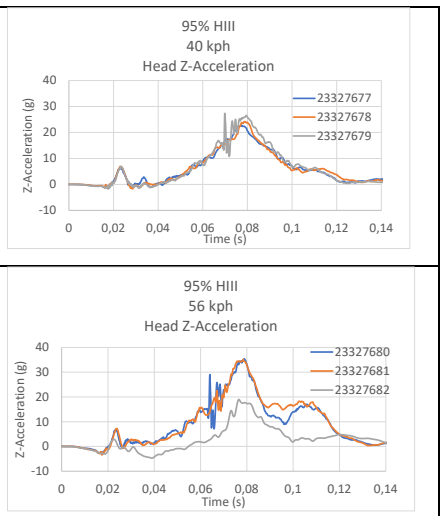 95% HIII
40 kph
Head Z-Acceleration
Z-Acceleration (g)
40
30
20
10
0
-10
0 0,02 0,04 0,06 0,08 0,1 0,12 0,14
Time (s)
23327677
23327678
23327679
95% HIII
56 kph
Head Z-Acceleration
Z-Acceleration (g)
40
30
20
10
0
-10
0 0,02 0,04 0,06 0,08 0,1 0,12 0,14
Time (s)
23327680
23327681
23327682